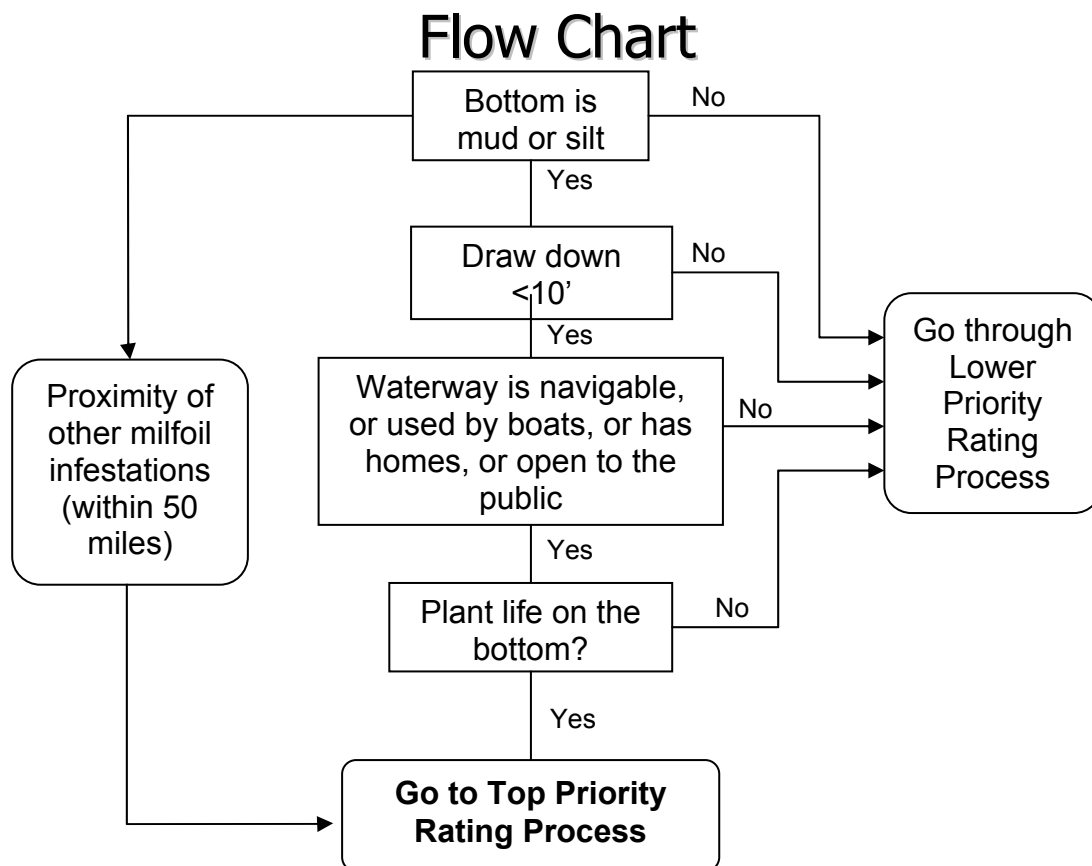 Flow Chart
Bottom is
mud or silt
No
Yes
Draw down
<10’
No
Yes
Waterway is navigable,
or used by boats, or has
homes, or open to the
public
No
Yes
Plant life on the
bottom?
No
Yes
Go to Top Priority
Rating Process
Proximity of
other milfoil
infestations
(within 50
miles)
Go through
Lower
Priority
Rating
Process